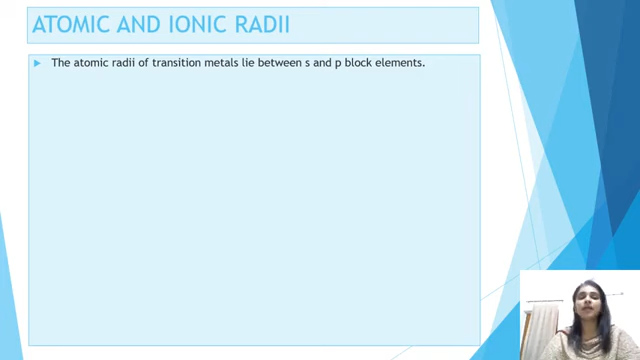 ATOMIC AND IONIC RADII
The atomic radii of transition metals lie between s and p block elements.